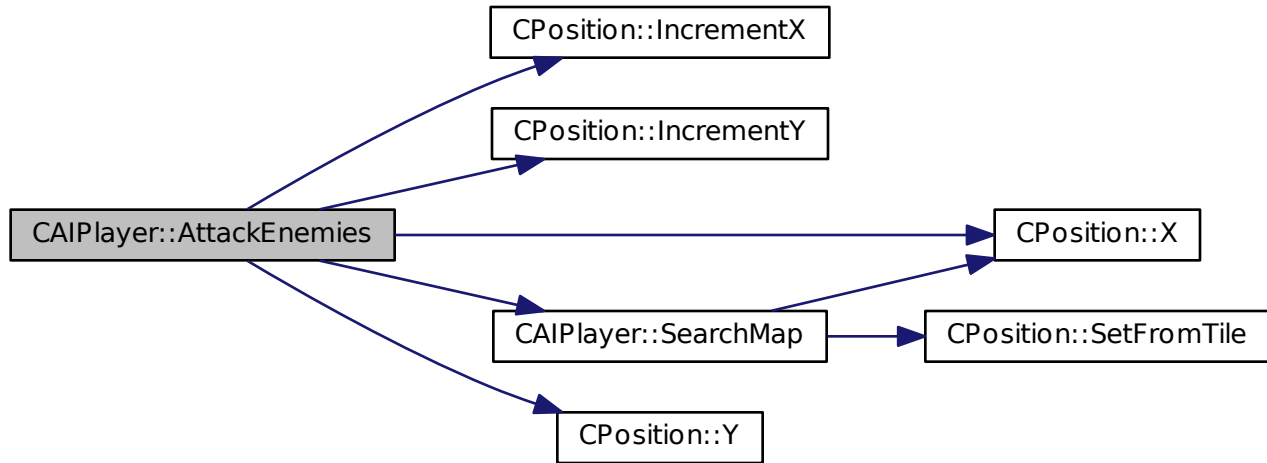 CPosition::IncrementX
CPosition::IncrementY
CAIPlayer::AttackEnemies
CPosition::X
CAIPlayer::SearchMap
CPosition::SetFromTile
CPosition::Y